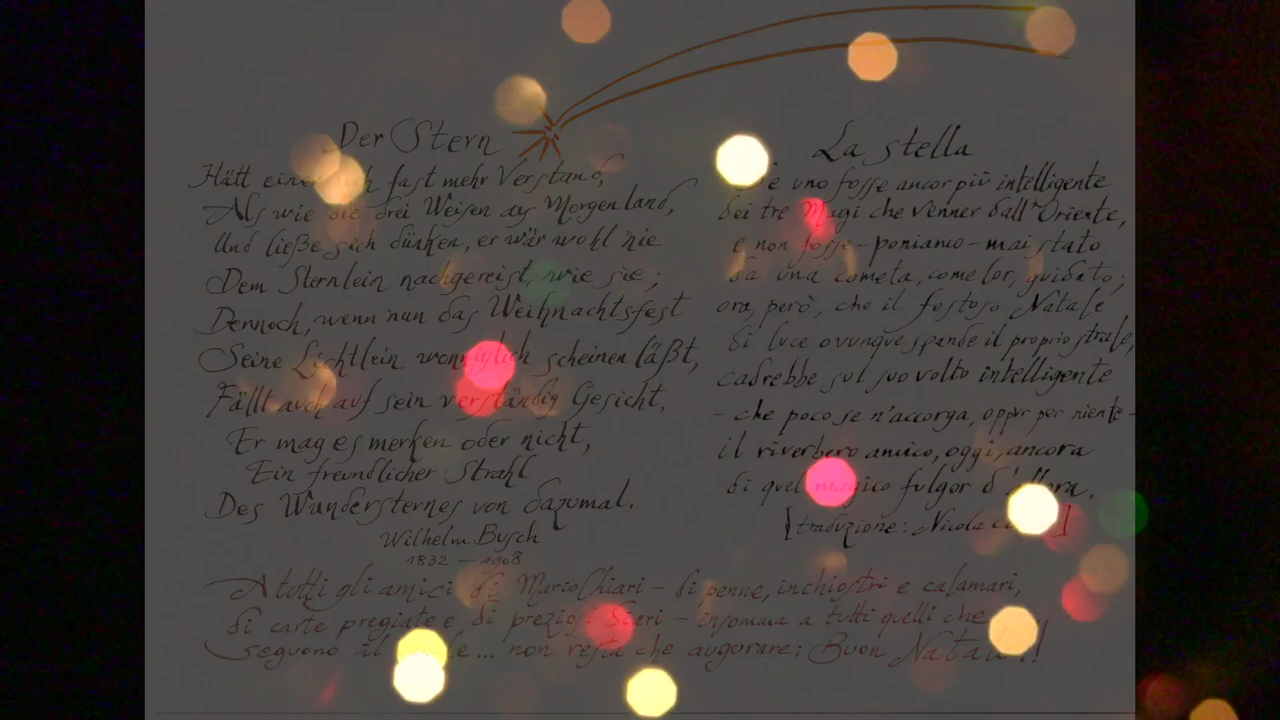 Der Stern
Hätt einer auch fast mehr Verstand,
Als wie die drei Weisen aus Morgenland,
Und ließe sich dünken, er wär wohl nie
Dem Sternlein nachgereist, wie sie;
Dennoch, wenn nun das Weihnachtsfest
Seine Lichtlein wonniglich scheinen läßt,
Fällt auch auf sein verständig Gesicht,
Er mag es merken oder nicht,
Ein freundlicher Strahl
Des Wundersternes von dazumal.
Wilhelm Busch
1832 – 1908
La stella
Se uno fosse ancor più intelligente
dei tre Magi che venner dall'Oriente,
e non fosse – poniamo – mai stato
da una cometa, come lor, guidato;
ora, però, che il festoso Natale
di luce ovunque spande il proprio strale,
cadrebbe sul suo volto intelligente
– che poco se n'accorga, oppur per niente –
il riverbero amico, oggi, ancora
di quel magico fulgor d'allora.
[traduzione: Nicola ]
A tutti gli amici di Mario Chiari – di penne, inchiostri e calamari,
di carte pregiate e di preziosi diari – insomma a tutti quelli che
seguono il ... non resta che augurare: Buon Natale!!